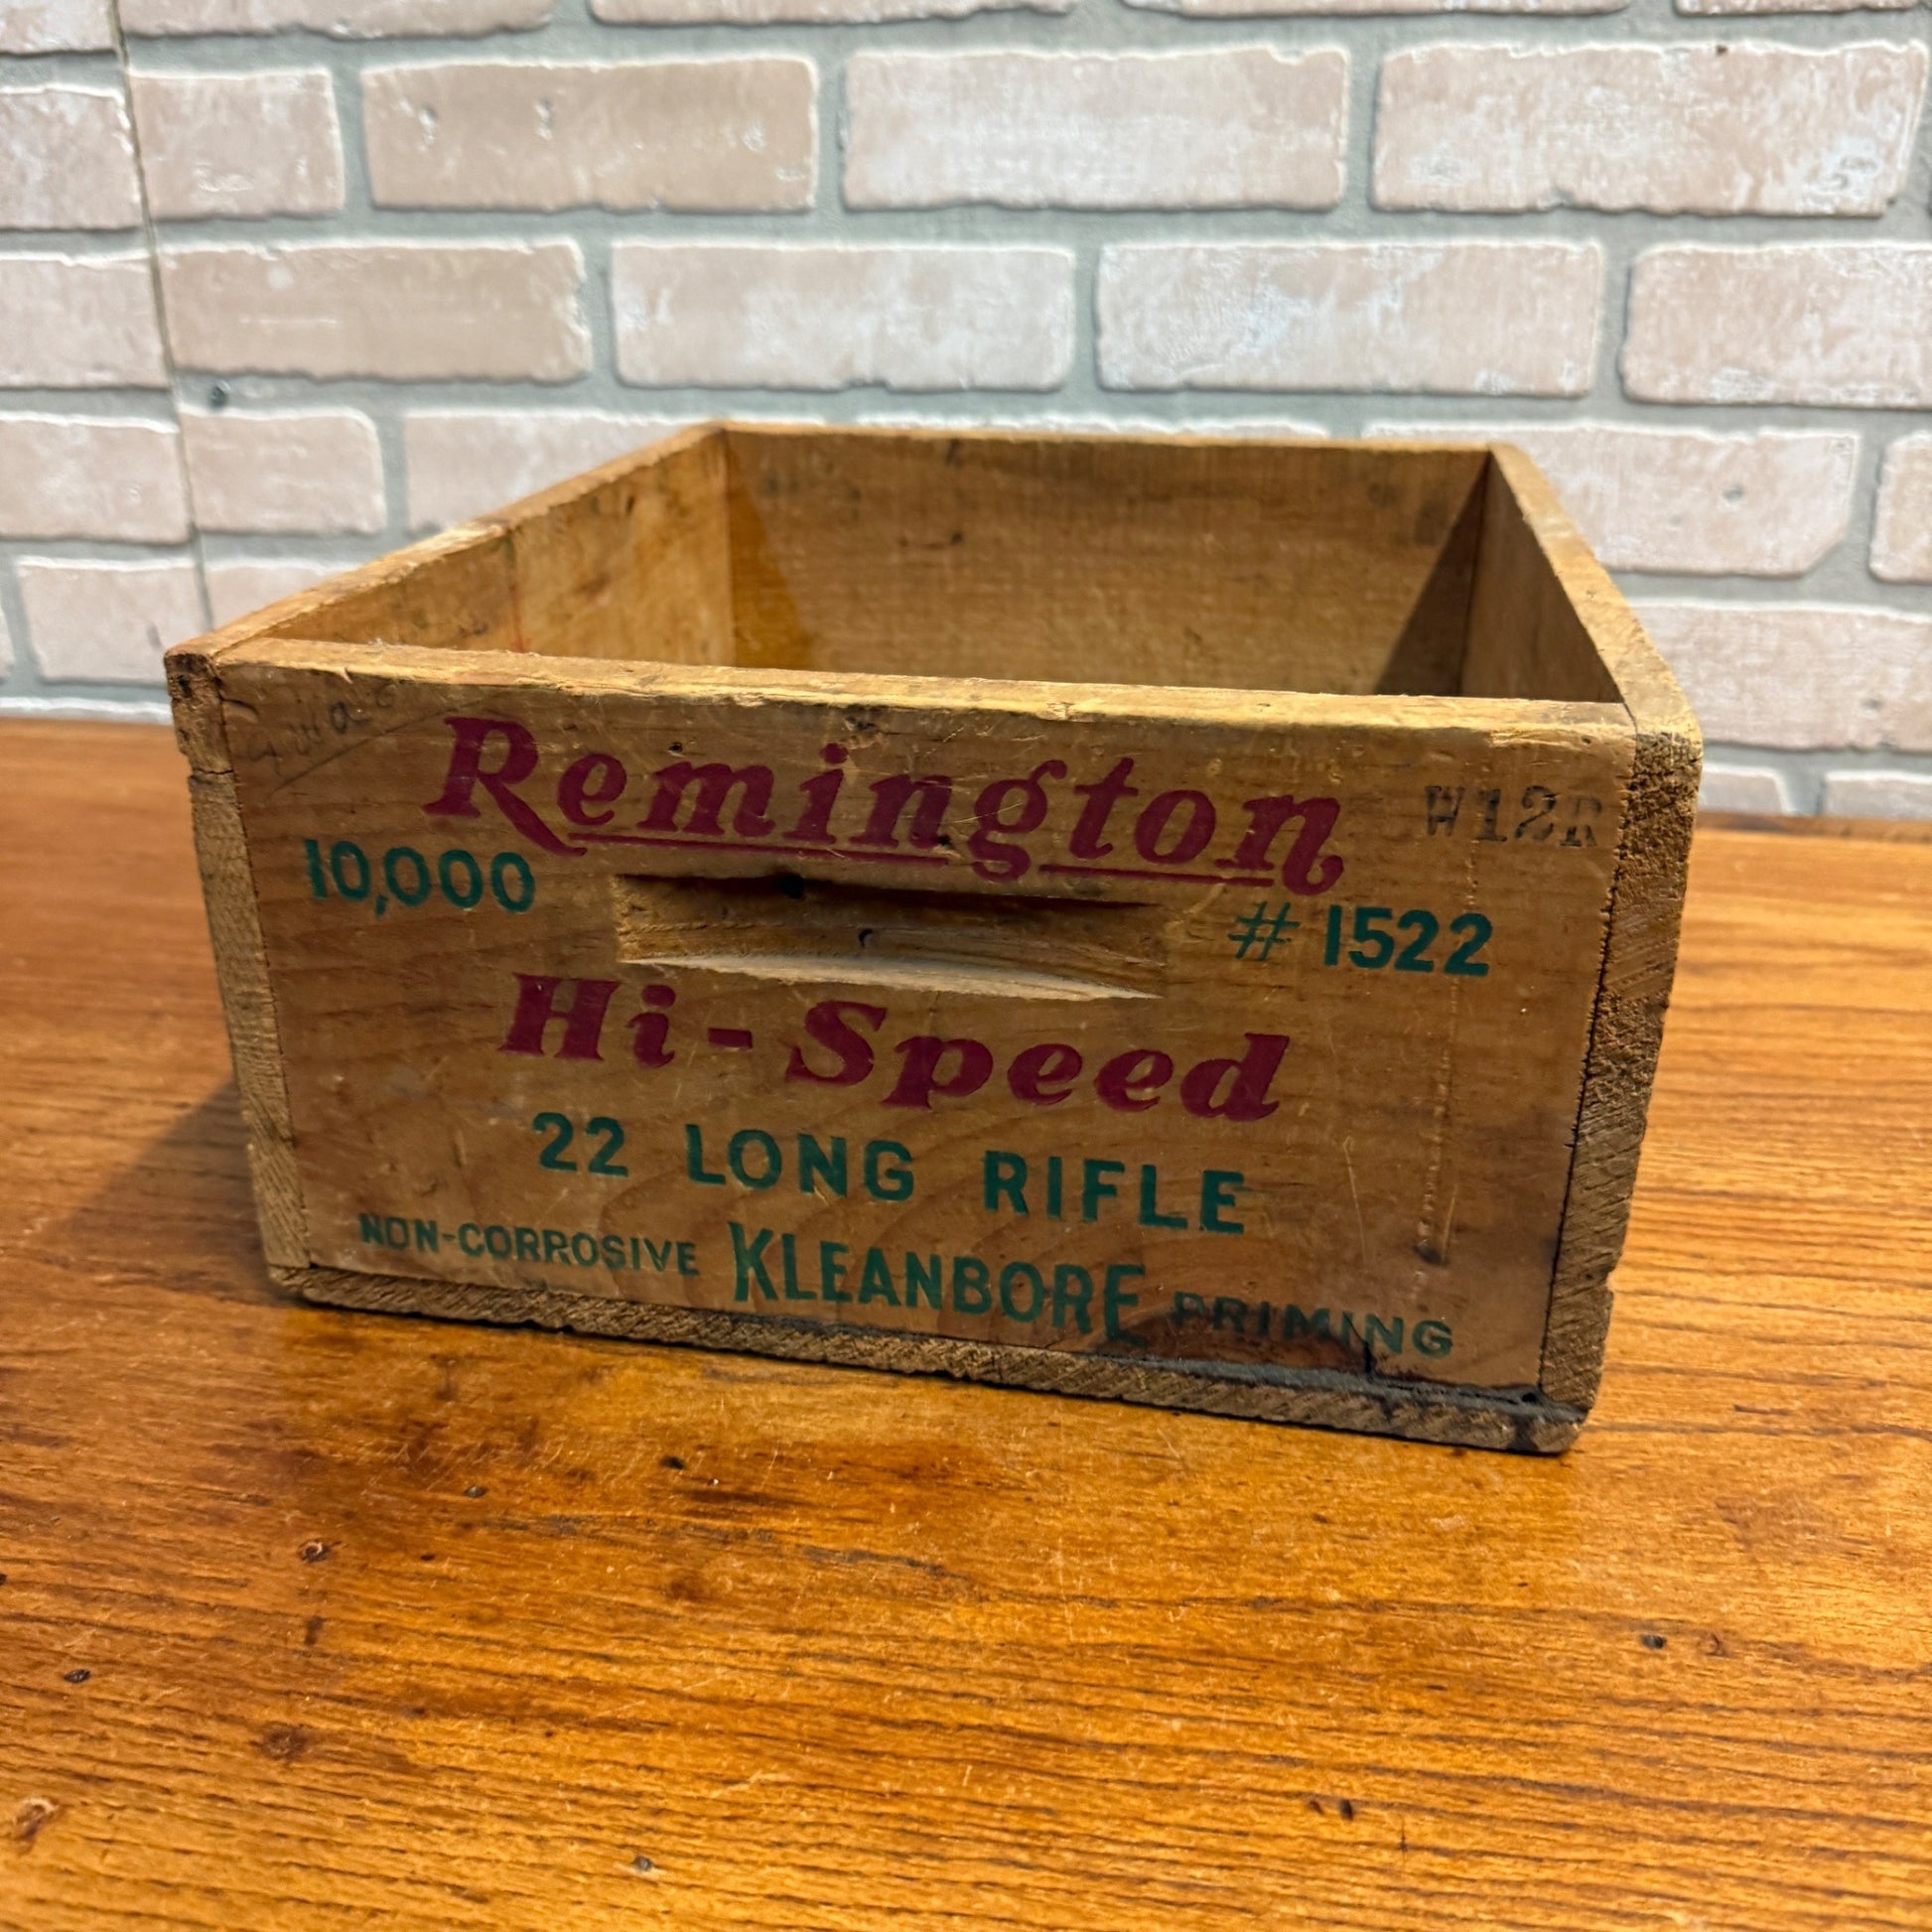 Remington
W12R
10,000
# 1522
Hi-Speed
22 LONG RIFLE
NON-CORROSIVE KLEANBORE PRIMING